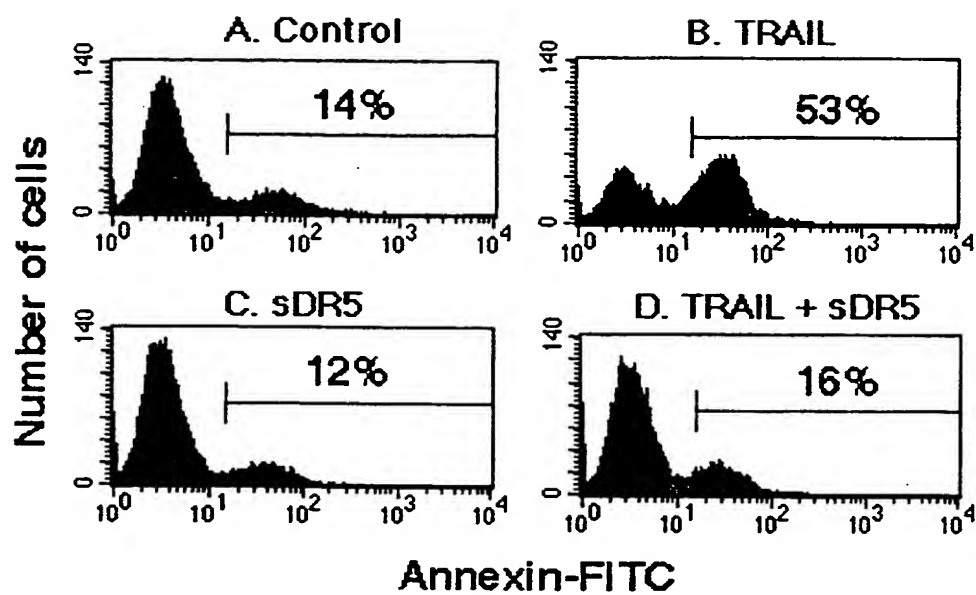 A. Control
140
14%
0
10^0 10^1 10^2 10^3 10^4
B. TRAIL
140
53%
0
10^0 10^1 10^2 10^3 10^4
Number of cells
C. sDR5
140
12%
0
10^0 10^1 10^2 10^3 10^4
D. TRAIL + sDR5
140
16%
0
10^0 10^1 10^2 10^3 10^4
Annexin-FITC